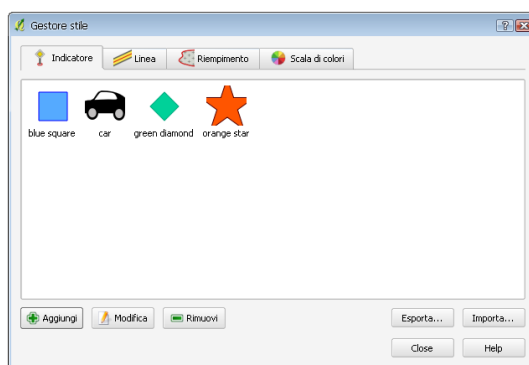 Gestore stile
Indicatore Linea Riempimento Scala di colori
blue square car green diamond orange star
Aggiungi Modifica Rimuovi Esporta... Importa...
Close Help